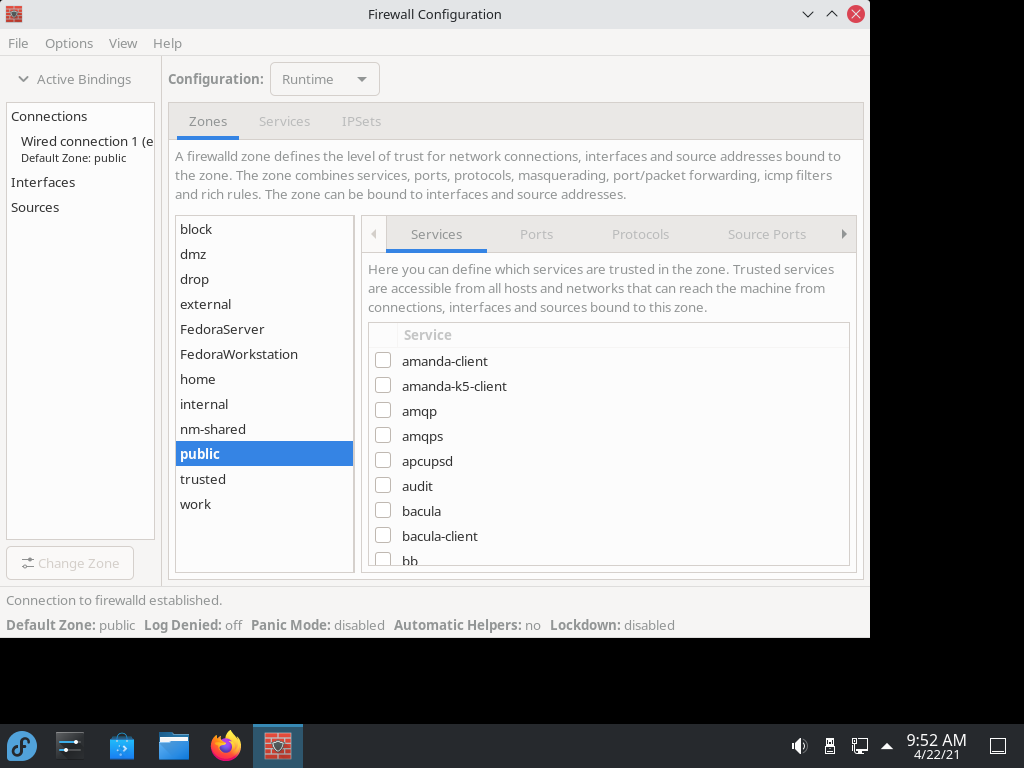 Firewall Configuration
File Options View Help
Active Bindings
Configuration: Runtime
Connections
Wired connection 1 (e
Default Zone: public
Interfaces
Sources
Change Zone
Zones Services IPSets
A firewalld zone defines the level of trust for network connections, interfaces and source addresses bound to
the zone. The zone combines services, ports, protocols, masquerading, port/packet forwarding, icmp filters
and rich rules. The zone can be bound to interfaces and source addresses.
block
dmz
drop
external
FedoraServer
FedoraWorkstation
home
internal
nm-shared
public
trusted
work
Services Ports Protocols Source Ports
Here you can define which services are trusted in the zone. Trusted services
are accessible from all hosts and networks that can reach the machine from
connections, interfaces and sources bound to this zone.
Service
amanda-client
amanda-k5-client
amqp
amqps
apcupsd
audit
bacula
bacula-client
bb
Connection to firewalld established.
Default Zone: public Log Denied: off Panic Mode: disabled Automatic Helpers: no Lockdown: disabled
9:52 AM
4/22/21